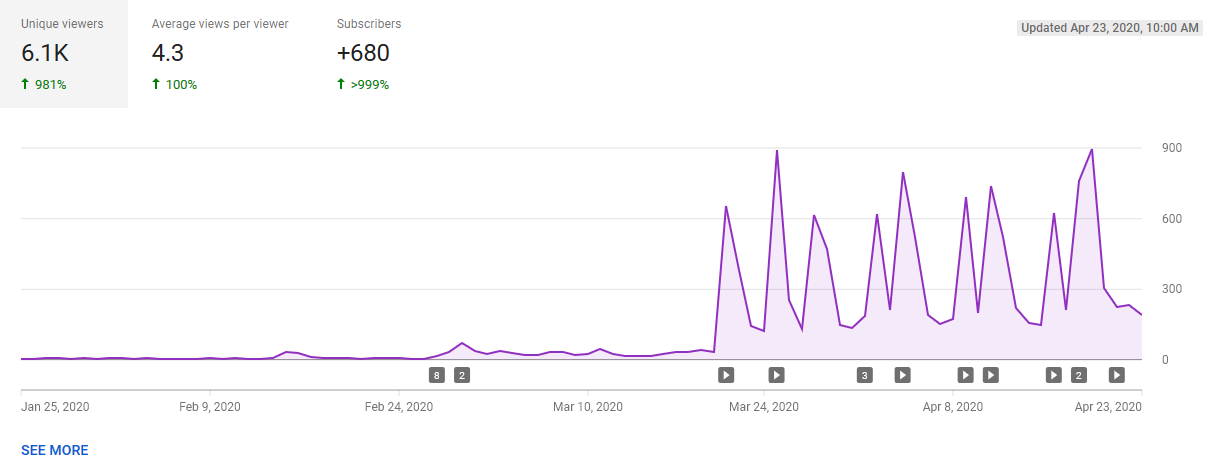 Unique viewers
Average views per viewer
Subscribers
Updated Apr 23, 2020, 10:00 AM
6.1K
4.3
+680
981%
100%
>999%
900
600
300
0
8 2 3 2
Jan 25, 2020 Feb 9, 2020 Feb 24, 2020 Mar 10, 2020 Mar 24, 2020 Apr 8, 2020 Apr 23, 2020
SEE MORE